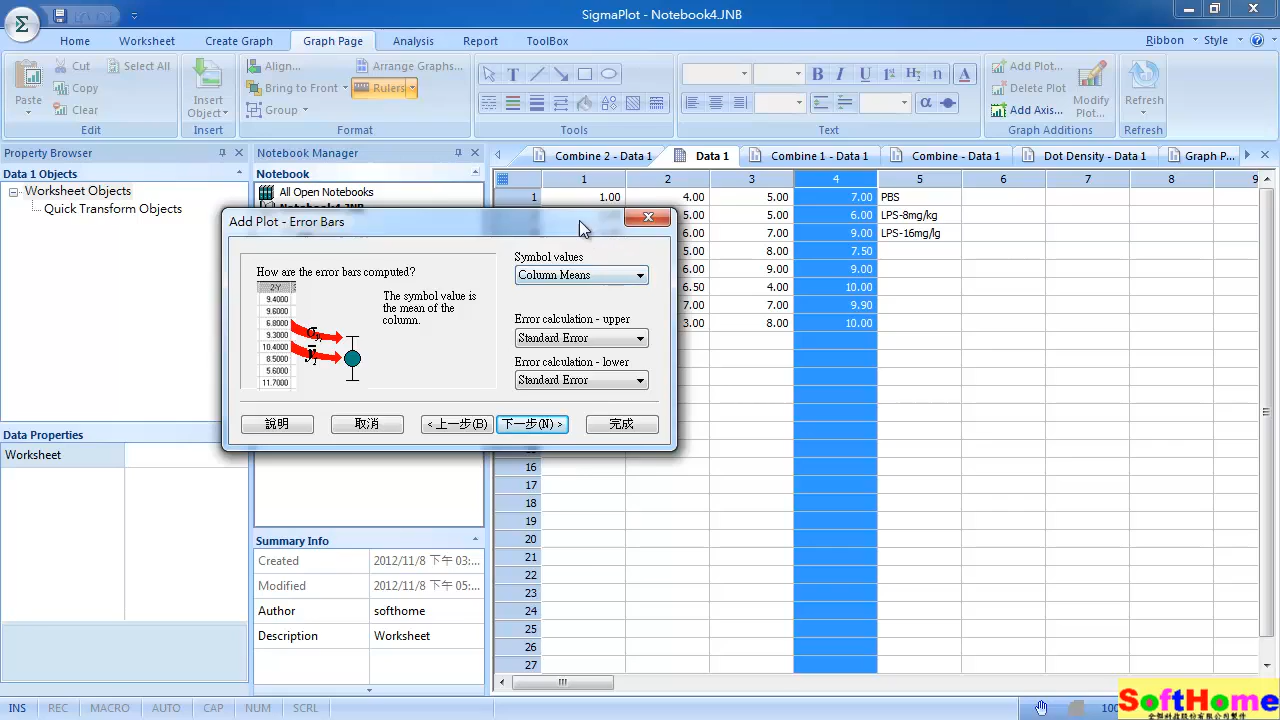 SigmaPlot - Notebook4.JNB
Home
Worksheet
Create Graph
Graph Page
Analysis
Report
ToolBox
Ribbon
Style
Paste
Cut
Copy
Clear
Select All
Edit
Insert
Object
Insert
Align...
Bring to Front
Group
Arrange Graphs...
Rulers
Format
Tools
Text
Add Plot...
Delete Plot...
Add Axis...
Modify
Plot...
Graph Additions
Refresh
Refresh
Property Browser
Data 1 Objects
Worksheet Objects
Quick Transform Objects
Data Properties
Worksheet
Notebook Manager
Notebook
All Open Notebooks
Notebook4.JNB
Summary Info
Created 2012/11/8 下午 03:...
Modified 2012/11/8 下午 05:...
Author softhome
Description Worksheet
Combine 2 - Data 1
Data 1
Combine 1 - Data 1
Combine - Data 1
Dot Density - Data 1
Graph P...
1 2 3 4 5 6 7 8 9
1 1.00 4.00 5.00 7.00 PBS
5.00 5.00 6.00 LPS-8mg/kg
6.00 7.00 9.00 LPS-16mg/lg
5.00 8.00 7.50
6.00 9.00 9.00
6.50 4.00 10.00
7.00 7.00 9.90
3.00 8.00 10.00
16
17
18
19
20
21
22
23
24
25
26
27
Add Plot - Error Bars
How are the error bars computed?
2/Y
9.4000
9.6000
6.8000
9.3000
10.4000
8.5000
5.6000
11.7000
The symbol value is
the mean of the
column.
Symbol values
Column Means
Error calculation - upper
Standard Error
Error calculation - lower
Standard Error
說明
取消
< 上一步(B)
下一步(N) >
完成
INS
REC
MACRO
AUTO
CAP
NUM
SCRL
100
SoftHome